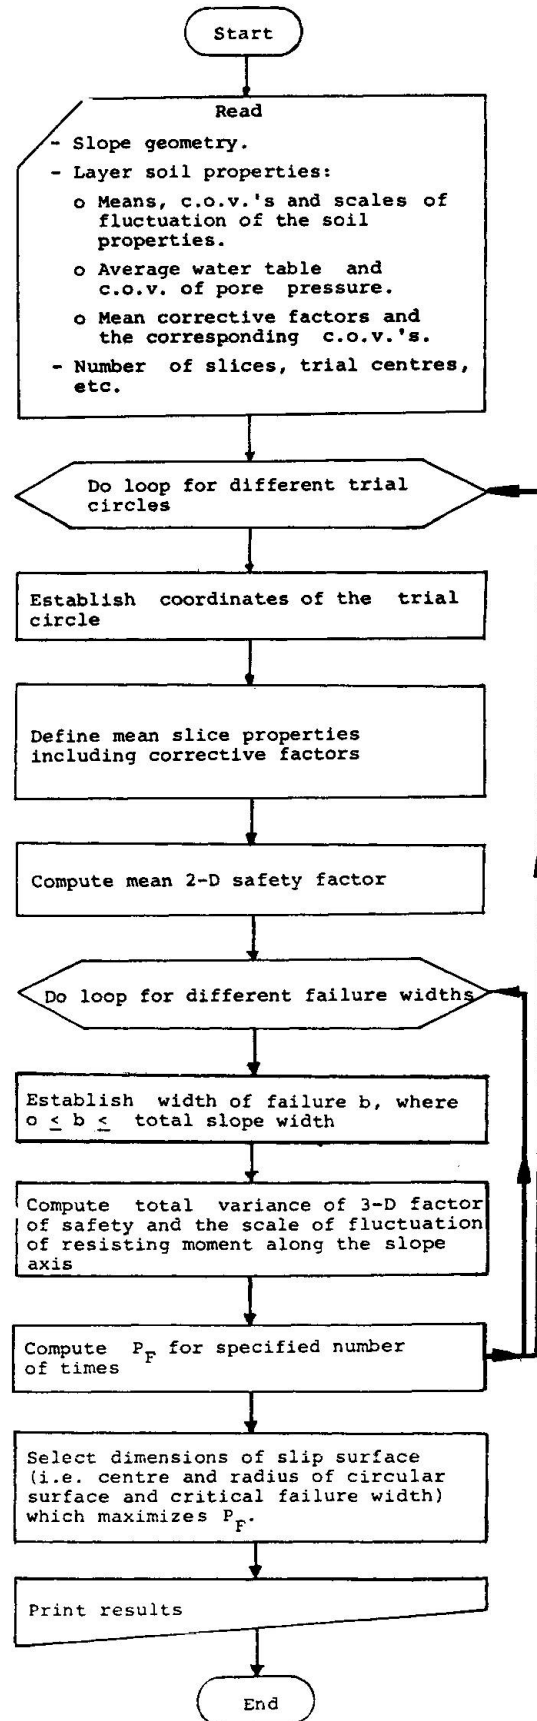 Start
Read
- Slope geometry.
- Layer soil properties:
o Means, c.o.v.'s and scales of
fluctuation of the soil
properties.
o Average water table and
c.o.v. of pore pressure.
o Mean corrective factors and
the corresponding c.o.v.'s.
- Number of slices, trial centres,
etc.
Do loop for different trial
circles
Establish coordinates of the trial
circle
Define mean slice properties
including corrective factors
Compute mean 2-D safety factor
Do loop for different failure widths
Establish width of failure b, where
o ≤ b ≤ total slope width
Compute total variance of 3-D factor
of safety and the scale of fluctuation
of resisting moment along the slope
axis
Compute P_F for specified number
of times
Select dimensions of slip surface
(i.e. centre and radius of circular
surface and critical failure width)
which maximizes P_F.
Print results
End